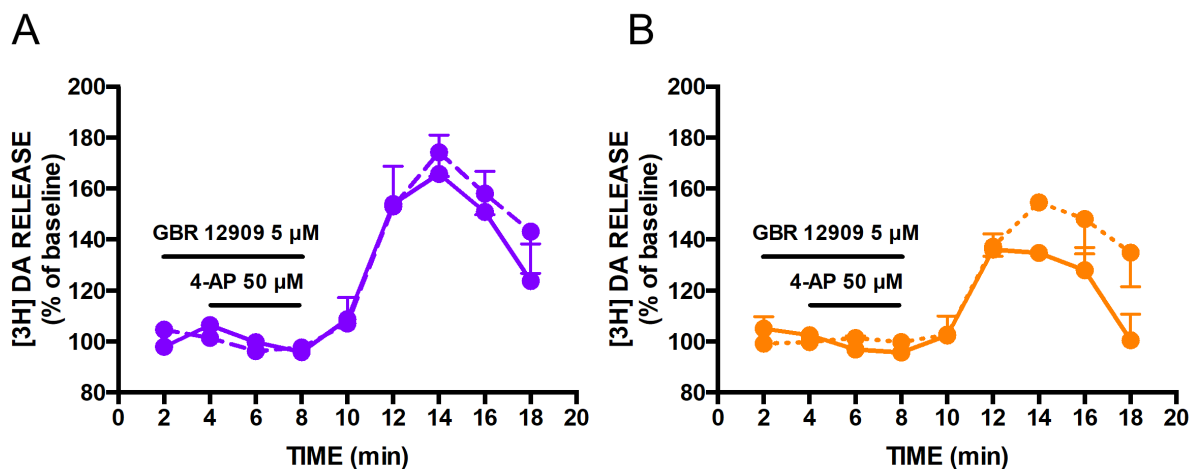 A
[3H] DA RELEASE
(% of baseline)
200
180
160
140
120
100
80
GBR 12909 5 µM
4-AP 50 µM
0 2 4 6 8 10 12 14 16 18 20
TIME (min)
B
[3H] DA RELEASE
(% of baseline)
200
180
160
140
120
100
80
GBR 12909 5 µM
4-AP 50 µM
0 2 4 6 8 10 12 14 16 18 20
TIME (min)